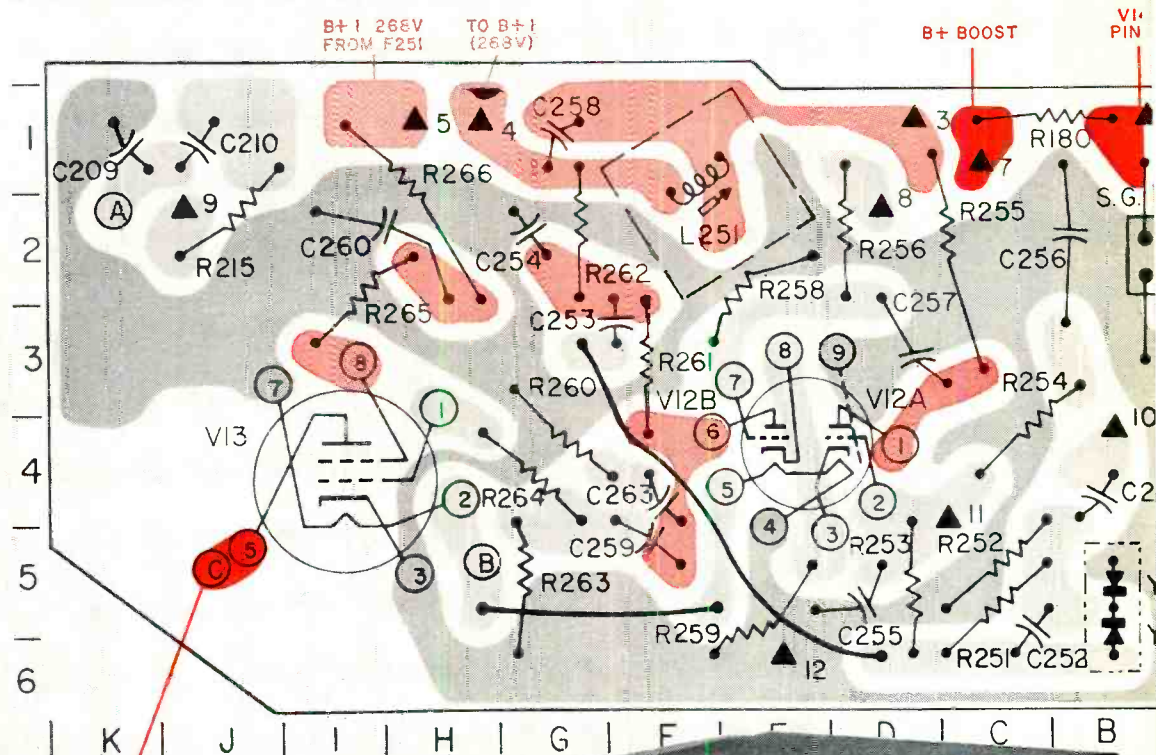 B+1 268V
FROM F251
TO B+1
(268V)
B+ BOOST
PIN
1
C209
C210
5
4
C258
3
7
R180
A
9
R266
L251
8
R255
S.G.
2
R215
C260
C254
R262
R256
C256
R265
C253
R258
C257
3
R260
R261
8
9
R254
7
8
1
V12B
7
V12A
10
V13
6
1
4
2
R264
C263
5
2
C2
5
3
B
C259
4
3
R253
11
R252
C
5
R263
Y
R259
C255
Y
6
12
R251
C252
K
J
I
H
G
F
E
D
C
B